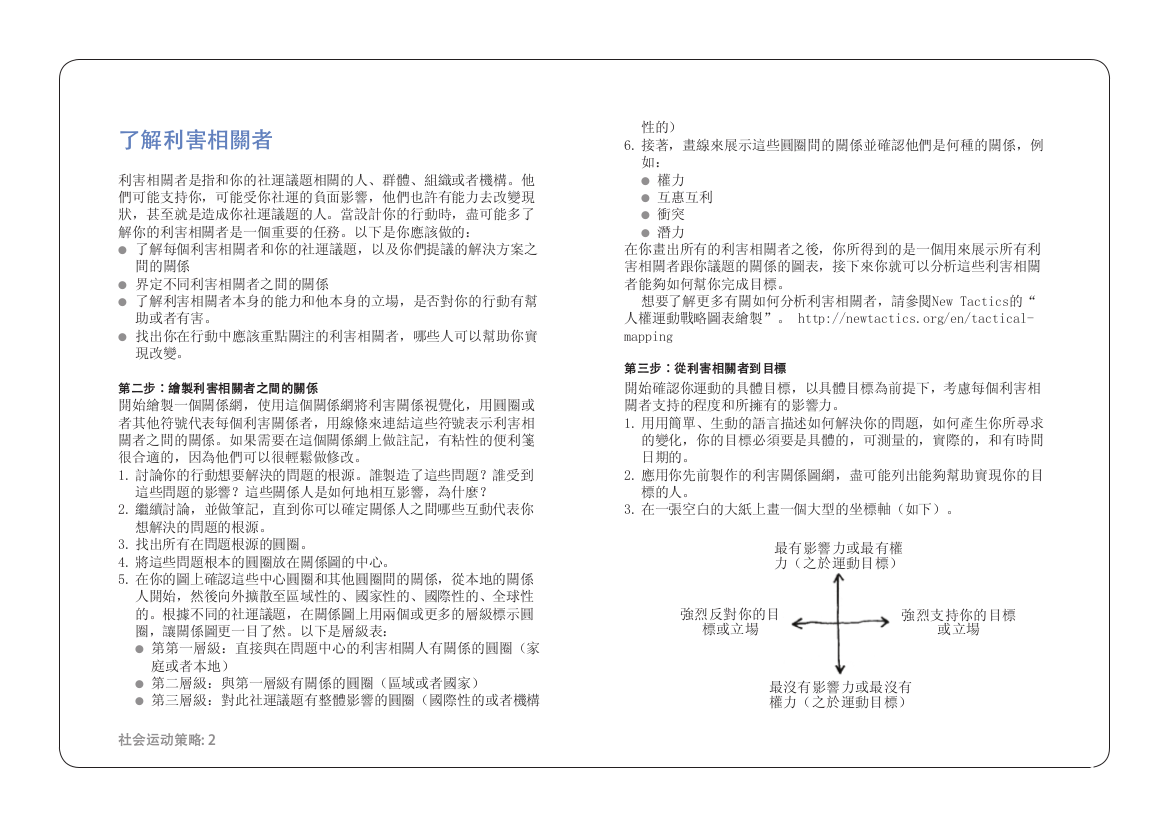 了解利害相關者
利害相關者是指和你的社運議題相關的人、群體、組織或者機構。他
們可能支持你，可能受你社運的負面影響，他們也許有能力去改變現
狀，甚至就是造成你社運議題的人。當設計你的行動時，盡可能多了
解你的利害相關者是一個重要的任務。以下是你應該做的：
● 了解每個利害相關者和你的社運議題，以及你們提議的解決方案之
間的關係
● 界定不同利害相關者之間的關係
● 了解利害相關者本身的能力和他本身的立場，是否對你的行動有幫
助或者有害。
● 找出你在行動中應該重點關注的利害相關者，哪些人可以幫助你實
現改變。
第二步：繪製利害相關者之間的關係
開始繪製一個關係網，使用這個關係網將利害關係視覺化，用圓圈或
者其他符號代表每個利害關係者，用線條來連結這些符號表示利害相
關者之間的關係。如果需要在這個關係網上做註記，有粘性的便利箋
很合適的，因為他們可以很輕鬆做修改。
1. 討論你的行動想要解決的問題的根源。誰製造了這些問題？誰受到
這些問題的影響？這些關係人是如何地相互影響，為什麼？
2. 繼續討論，並做筆記，直到你可以確定關係人之間哪些互動代表你
想解決的問題的根源。
3. 找出所有在問題根源的圓圈。
4. 將這些問題根本的圓圈放在關係圖的中心。
5. 在你的圖上確認這些中心圓圈和其他圓圈間的關係，從本地的關係
人開始，然後向外擴散至區域性的、國家性的、國際性的、全球性
的。根據不同的社運議題，在關係圖上用兩個或更多的層級標示圓
圈，讓關係圖更一目了然。以下是層級表：
● 第第一層級：直接與在問題中心的利害相關人有關係的圓圈（家
庭或者本地）
● 第二層級：與第一層級有關係的圓圈（區域或者國家）
● 第三層級：對此社運議題有整體影響的圓圈（國際性的或者機構
性的）
6. 接著，畫線來展示這些圓圈間的關係並確認他們是何種的關係，例
如：
● 權力
● 互惠互利
● 衝突
● 潛力
在你畫出所有的利害相關者之後，你所得到的是一個用來展示所有利
害相關者跟你議題的關係的圖表，接下來你就可以分析這些利害相關
者能夠如何幫你完成目標。
想要了解更多有關如何分析利害相關者，請參閱New Tactics的“
人權運動戰略圖表繪製”。 http://newtactics.org/en/tactical-
mapping
第三步：從利害相關者到目標
開始確認你運動的具體目標，以具體目標為前提下，考慮每個利害相
關者支持的程度和所擁有的影響力。
1. 用用簡單、生動的語言描述如何解決你的問題，如何產生你所尋求
的變化，你的目標必須要是具體的，可測量的，實際的，和有時間
日期的。
2. 應用你先前製作的利害關係圖網，盡可能列出能夠幫助實現你的目
標的人。
3. 在一張空白的大紙上畫一個大型的坐標軸（如下）。
最有影響力或最有權
力（之於運動目標）
強烈反對你的目
標或立場
強烈支持你的目標
或立場
最沒有影響力或最沒有
權力（之於運動目標）
社会运动策略: 2